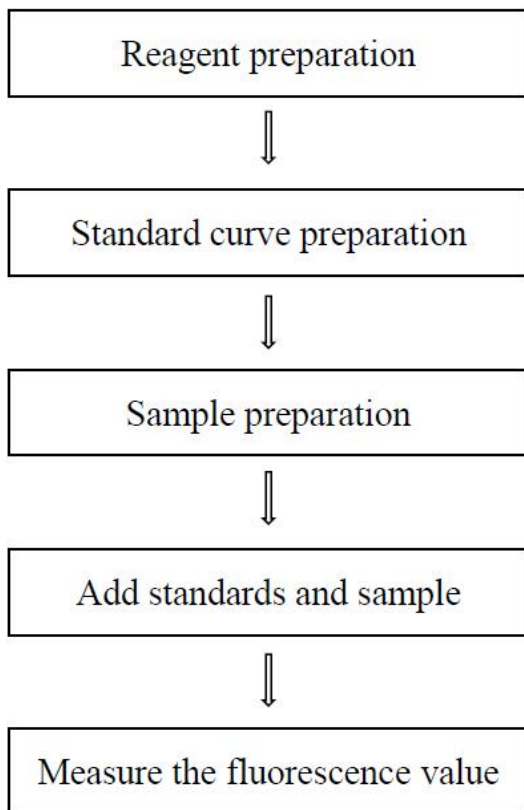 Reagent preparation
Standard curve preparation
Sample preparation
Add standards and sample
Measure the fluorescence value